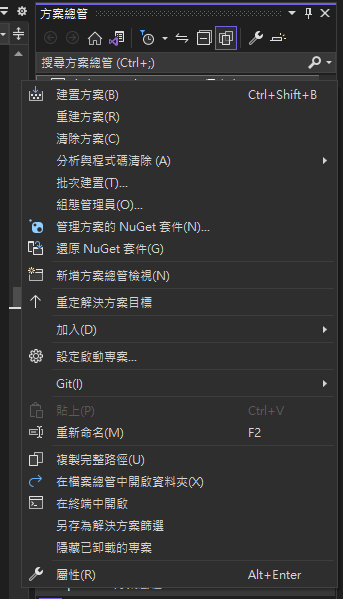 方案總管
搜尋方案總管 (Ctrl+;)
建置方案(B) Ctrl+Shift+B
重建方案(R)
清除方案(C)
分析與程式碼清除 (A)
批次建置(T)...
組態管理員(O)...
管理方案的 NuGet 套件(N)...
還原 NuGet 套件(G)
新增方案總管檢視(N)
重定解決方案目標
加入(D)
設定啟動專案...
Git(I)
貼上(P) Ctrl+V
重新命名(M) F2
複製完整路徑(U)
在檔案總管中開啟資料夾(X)
在終端中開啟
另存為解決方案篩選
隱藏已卸載的專案
屬性(R) Alt+Enter